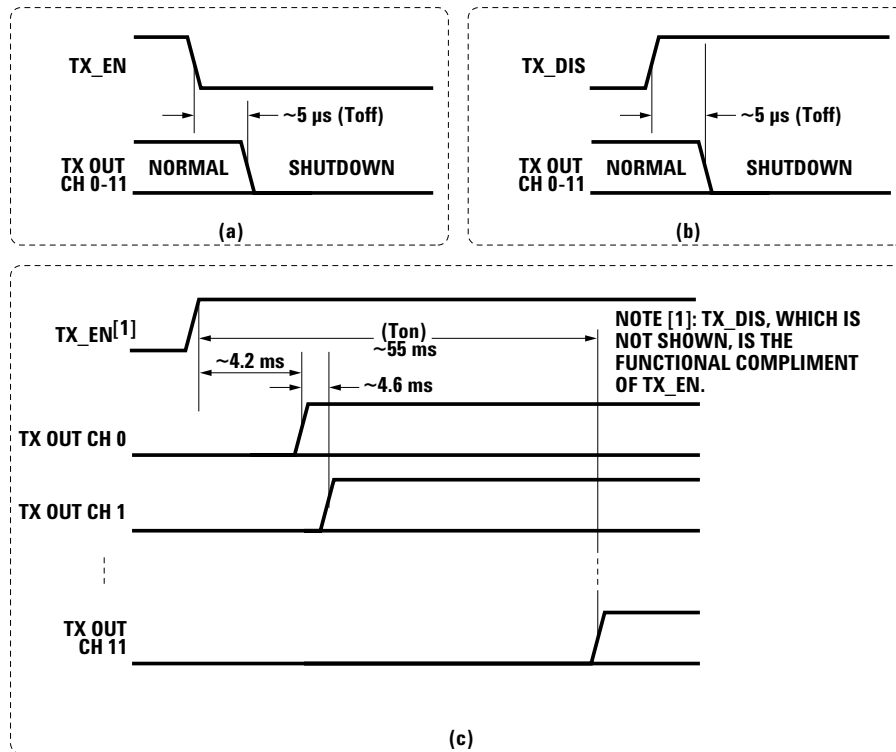 TX_EN
~5 µs (Toff)
TX OUT
CH 0-11
NORMAL
SHUTDOWN
(a)
TX_DIS
~5 µs (Toff)
TX OUT
CH 0-11
NORMAL
SHUTDOWN
(b)
TX_EN[1]
(Ton)
~55 ms
~4.2 ms
~4.6 ms
NOTE [1]: TX_DIS, WHICH IS
NOT SHOWN, IS THE
FUNCTIONAL COMPLIMENT
OF TX_EN.
TX OUT CH 0
TX OUT CH 1
TX OUT
CH 11
(c)